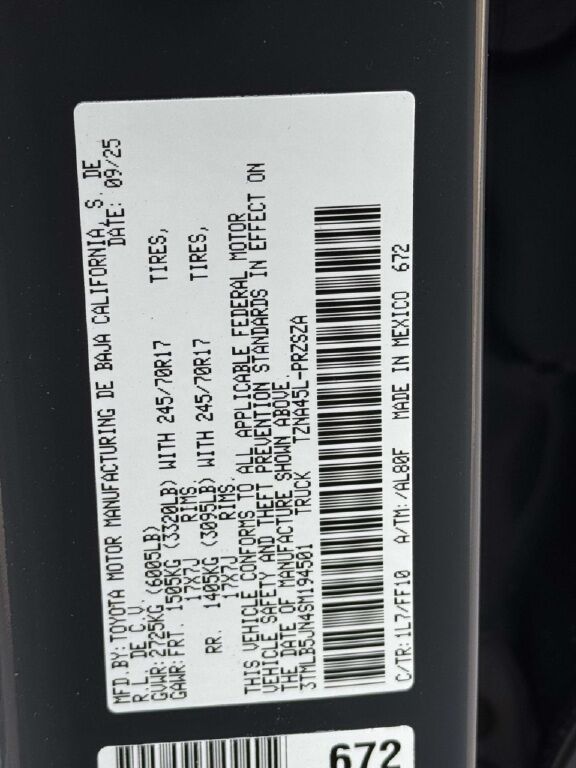 MFD.BY:TOYOTA MOTOR MANUFACTURING DE BAJA CALIFORNIA, S. DE
R.L. DE C.V. DATE: 09/25
GVWR:2725KG (6005LB)
GAWR:FRT. 1505KG (3320LB) WITH 245/70R17 TIRES,
17X7J RIMS.
RR. 1405KG (3095LB) WITH 245/70R17 TIRES,
17X7J RIMS.
THIS VEHICLE CONFORMS TO ALL APPLICABLE FEDERAL MOTOR
VEHICLE SAFETY AND THEFT PREVENTION STANDARDS IN EFFECT ON
THE DATE OF MANUFACTURE SHOWN ABOVE.
3TMLB5JN4SM194501 TRUCK TZNA45L-PRZSZA
C/TR:1L7/FF10 A/TM:/AL80F MADE IN MEXICO 672
672